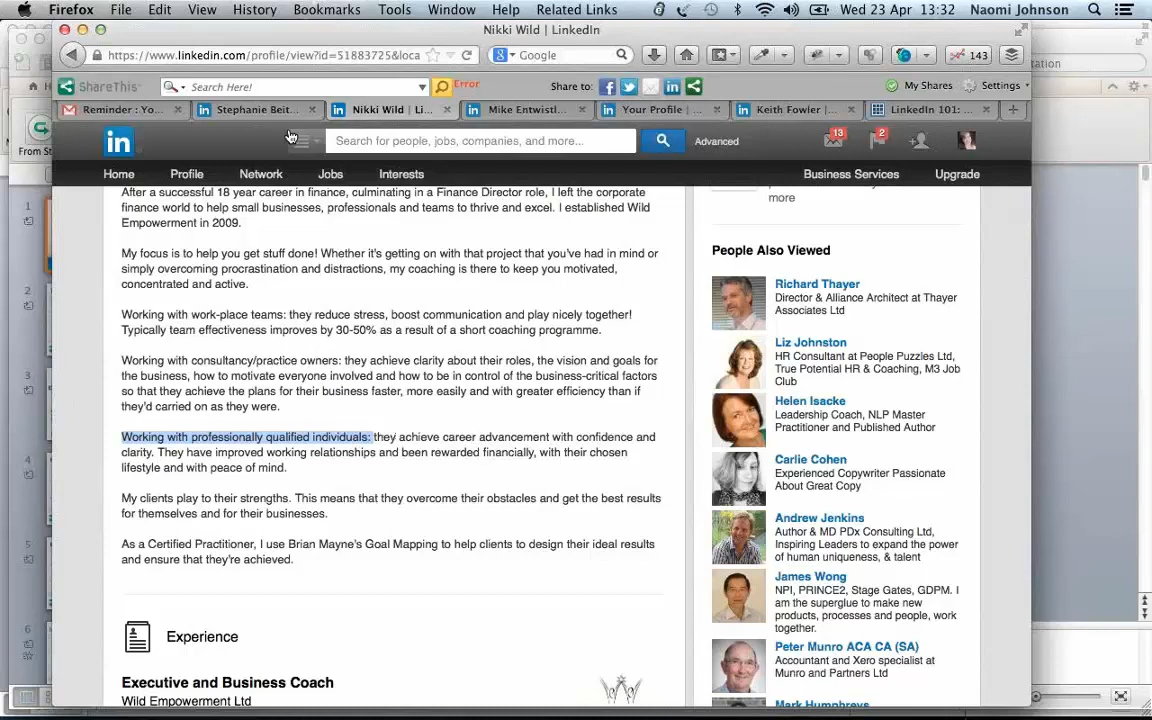 Firefox File Edit View History Bookmarks Tools Window Help Related Links Wed 23 Apr 13:32 Naomi Johnson
Nikki Wild | LinkedIn
https://www.linkedin.com/profile/view?id=51883725&loca
Google
143
ShareThis
Search Here!
Error
Share to:
My Shares
Settings
Reminder : Yo...
Stephanie Beit...
Nikki Wild | Li...
Mike Entwistl...
Your Profile |...
Keith Fowler |...
LinkedIn 101:...
From St
in
Search for people, jobs, companies, and more...
Advanced
13
2
Home Profile Network Jobs Interests Business Services Upgrade
After a successful 18 year career in finance, culminating in a Finance Director role, I left the corporate
finance world to help small businesses, professionals and teams to thrive and excel. I established Wild
Empowerment in 2009.
My focus is to help you get stuff done! Whether it's getting on with that project that you've had in mind or
simply overcoming procrastination and distractions, my coaching is there to keep you motivated,
concentrated and active.
Working with work-place teams: they reduce stress, boost communication and play nicely together!
Typically team effectiveness improves by 30-50% as a result of a short coaching programme.
Working with consultancy/practice owners: they achieve clarity about their roles, the vision and goals for
the business, how to motivate everyone involved and how to be in control of the business-critical factors
so that they achieve the plans for their business faster, more easily and with greater efficiency than if
they'd carried on as they were.
Working with professionally qualified individuals: they achieve career advancement with confidence and
clarity. They have improved working relationships and been rewarded financially, with their chosen
lifestyle and with peace of mind.
My clients play to their strengths. This means that they overcome their obstacles and get the best results
for themselves and for their businesses.
As a Certified Practitioner, I use Brian Mayne's Goal Mapping to help clients to design their ideal results
and ensure that they're achieved.
Experience
Executive and Business Coach
Wild Empowerment Ltd
more
People Also Viewed
Richard Thayer
Director & Alliance Architect at Thayer
Associates Ltd
Liz Johnston
HR Consultant at People Puzzles Ltd,
True Potential HR & Coaching, M3 Job
Club
Helen Isacke
Leadership Coach, NLP Master
Practitioner and Published Author
Carlie Cohen
Experienced Copywriter Passionate
About Great Copy
Andrew Jenkins
Author & MD PDx Consulting Ltd,
Inspiring Leaders to expand the power
of human uniqueness, & talent
James Wong
NPI, PRINCE2, Stage Gates, GDPM. I
am the superglue to make new
products, processes and people, work
together.
Peter Munro ACA CA (SA)
Accountant and Xero specialist at
Munro and Partners Ltd
Mark Humphreys
1
2
3
4
5
6